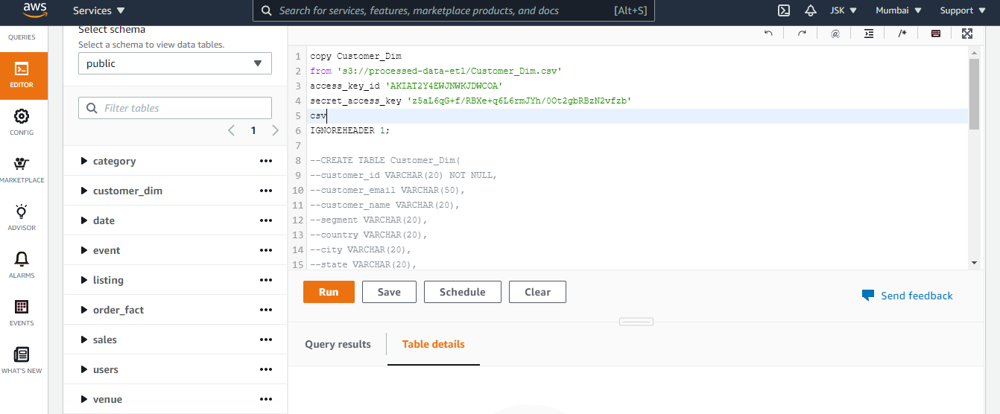 aws
Services
Search for services, features, marketplace products, and docs
[Alt+S]
JSK
Mumbai
Support
QUERIES
EDITOR
CONFIG
MARKETPLACE
ADVISOR
ALARMS
EVENTS
WHAT'S NEW
Select schema
Select a schema to view data tables.
public
Filter tables
1
category
customer_dim
date
event
listing
order_fact
sales
users
venue
@
/*
1 copy Customer_Dim
2 from 's3://processed-data-etl/Customer_Dim.csv'
3 access_key_id 'AKIAT2Y4EWJNWKJDWCOA'
4 secret_access_key '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'
5 csv
6 IGNOREHEADER 1;
7
8 --CREATE TABLE Customer_Dim(
9 --customer_id VARCHAR(20) NOT NULL,
10 --customer_email VARCHAR(50),
11 --customer_name VARCHAR(20),
12 --segment VARCHAR(20),
13 --country VARCHAR(20),
14 --city VARCHAR(20),
15 --state VARCHAR(20),
Run
Save
Schedule
Clear
Send feedback
Query results
Table details